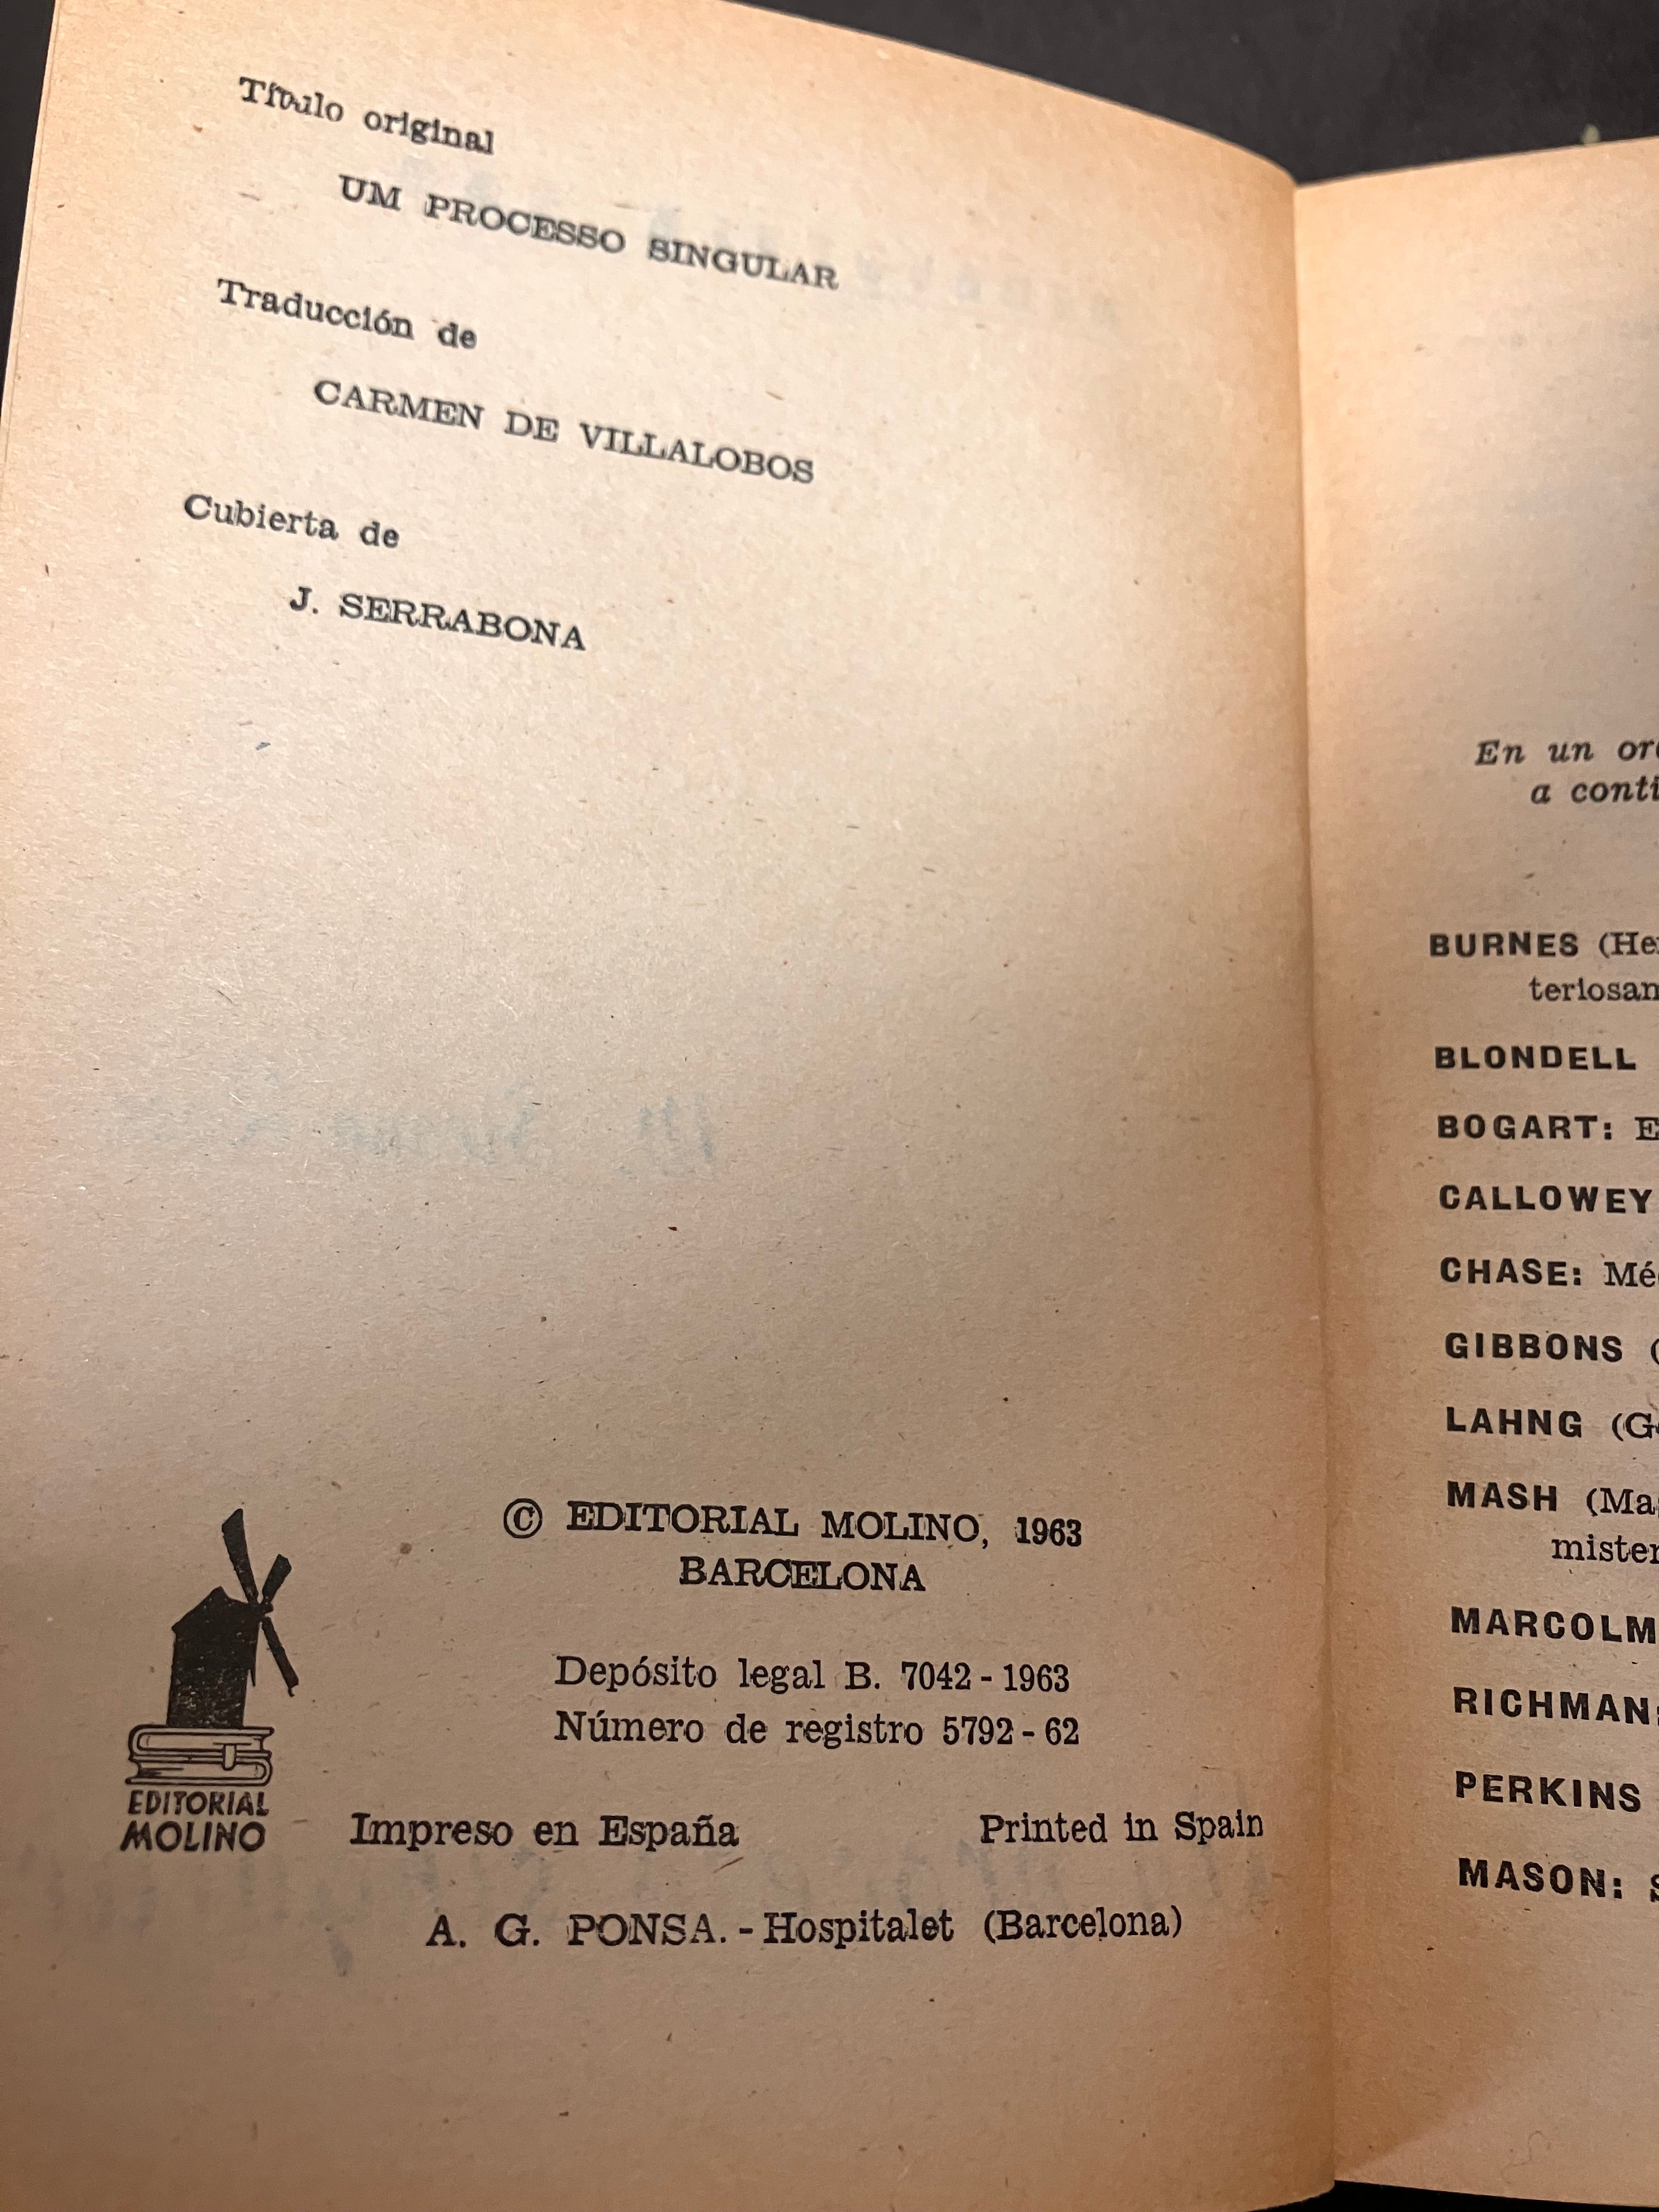 Título original
UM PROCESSO SINGULAR
Traducción de
CARMEN DE VILLALOBOS
Cubierta de
J. SERRABONA
© EDITORIAL MOLINO, 1963
BARCELONA
Depósito legal B. 7042 - 1963
Número de registro 5792 - 62
EDITORIAL
MOLINO
Impreso en España Printed in Spain
A. G. PONSA. - Hospitalet (Barcelona)
En un
a
BURNES
BLONDELL
BOGART:
CALLOWEY
CHASE:
GIBBONS (
LAHNG
MASH
MARCOLM
RICHMAN:
PERKINS
MASON: